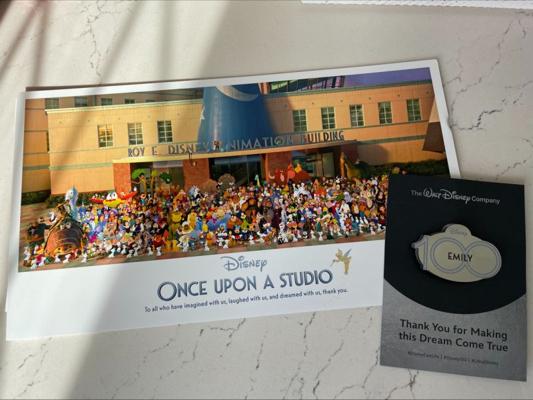 ROY E. DISNEY ANIMATION BUILDING
Disney
ONCE UPON A STUDIO
To all who have imagined with us, laughed with us, and dreamed with us, thank you.
The WALT DISNEY Company
Disney
100
EMILY
Thank You for Making
this Dream Come True